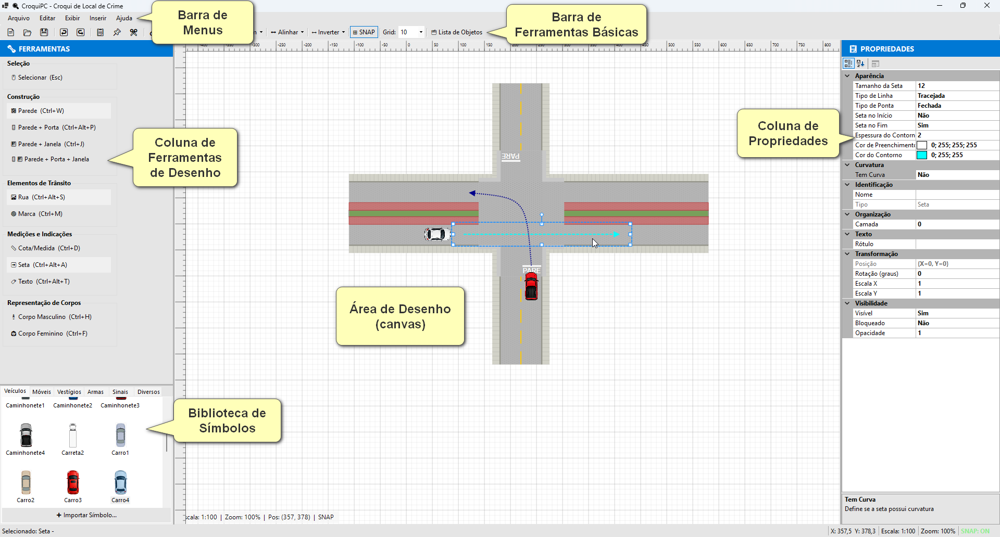 CroquiPC - Croqui de Local de Crime
Arquivo Editar Exibir Inserir Ajuda
Barra de
Menus
Barra de
Ferramentas Básicas
Alinhar Inverter SNAP Grid: 10 Lista de Objetos
FERRAMENTAS
Seleção
Selecionar (Esc)
Construção
Parede (Ctrl+W)
Parede + Porta (Ctrl+Alt+P)
Parede + Janela (Ctrl+J)
Parede + Porta + Janela
Coluna de
Ferramentas
de Desenho
Elementos de Trânsito
Rua (Ctrl+Alt+S)
Marca (Ctrl+M)
Medições e Indicações
Cota/Medida (Ctrl+D)
Seta (Ctrl+Alt+A)
Texto (Ctrl+Alt+T)
Representação de Corpos
Corpo Masculino (Ctrl+H)
Corpo Feminino (Ctrl+F)
Veículos Móveis Vestígios Armas Sinais Diversos
Caminhonete1 Caminhonete2 Caminhonete3
Caminhonete4 Carreta2 Carro1
Carro2 Carro3 Carro4
+ Importar Símbolo...
Biblioteca de
Símbolos
-400 -350 -300 -250 -200 -150 -100 -50 0 50 100 150 200 250 300 350 400 450 500 550 600 650 700 750 800
PARE
PARE
Área de Desenho
(canvas)
scala: 1:100 | Zoom: 100% | Pos: (357, 378) | SNAP
Coluna de
Propriedades
PROPRIEDADES
Aparência
Tamanho da Seta 12
Tipo de Linha Tracejada
Tipo de Ponta Fechada
Seta no Início Não
Seta no Fim Sim
Espessura do Contorn 2
Cor de Preenchimento 0; 255; 255; 255
Cor do Contorno 0; 255; 255
Curvatura
Tem Curva Não
Identificação
Nome
Tipo Seta
Organização
Camada 0
Texto
Rótulo
Transformação
Posição {X=0, Y=0}
Rotação (graus) 0
Escala X 1
Escala Y 1
Visibilidade
Visível Sim
Bloqueado Não
Opacidade 1
Tem Curva
Define se a seta possui curvatura
Selecionado: Seta -
X: 357,5 Y: 378,3 Escala: 1:100 Zoom: 100% SNAP: ON